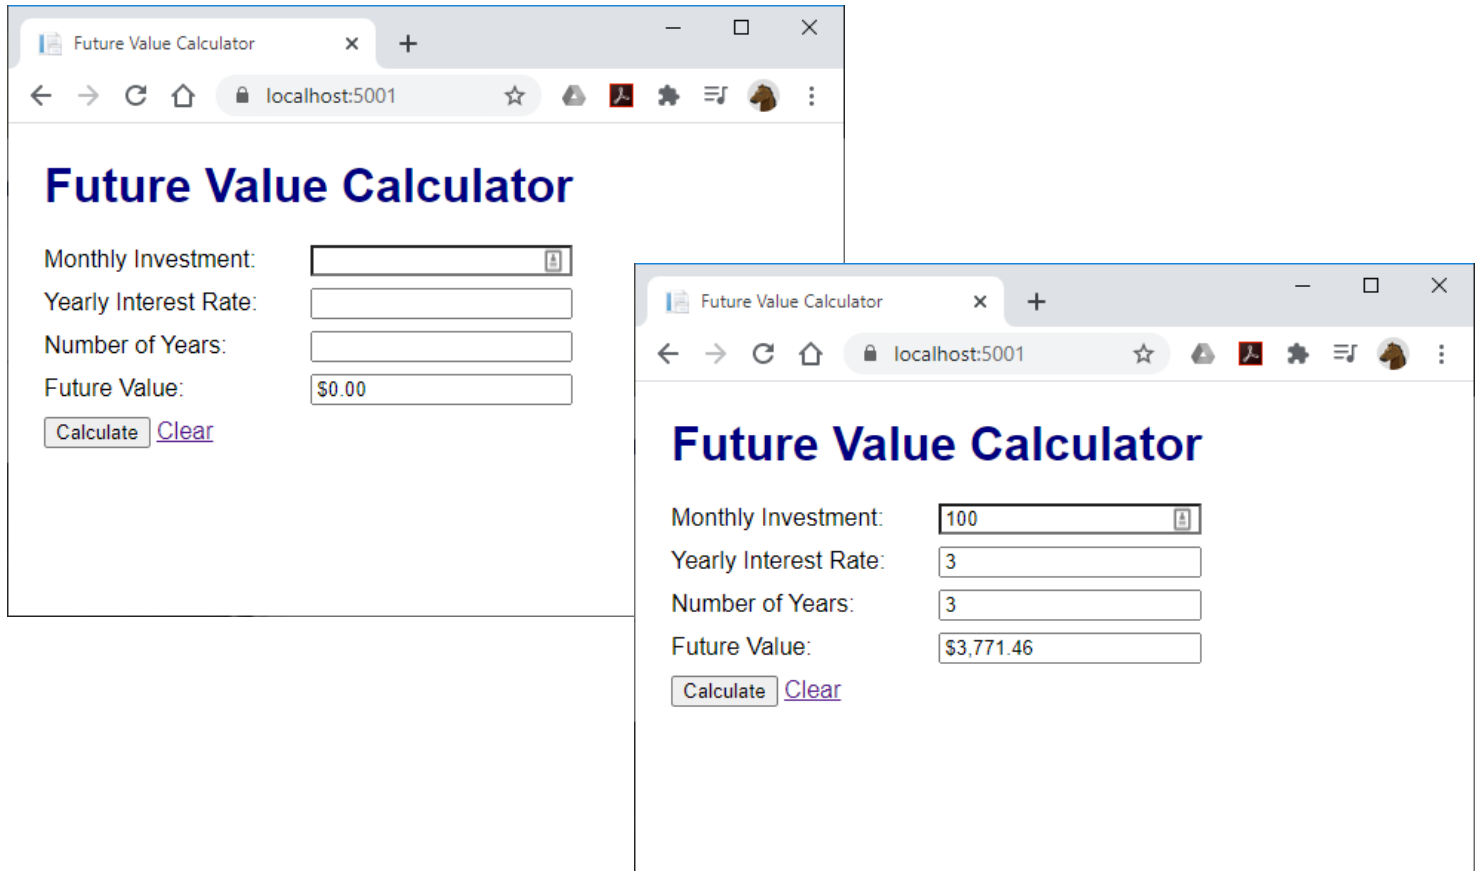 Future Value Calculator
localhost:5001
Future Value Calculator
Monthly Investment:
Yearly Interest Rate:
Number of Years:
Future Value: $0.00
Calculate Clear
Future Value Calculator
localhost:5001
Future Value Calculator
Monthly Investment: 100
Yearly Interest Rate: 3
Number of Years: 3
Future Value: $3,771.46
Calculate Clear